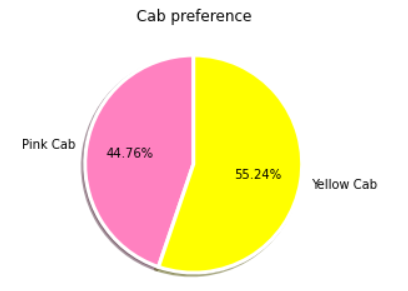 Cab preference
Pink Cab
44.76%
55.24%
Yellow Cab